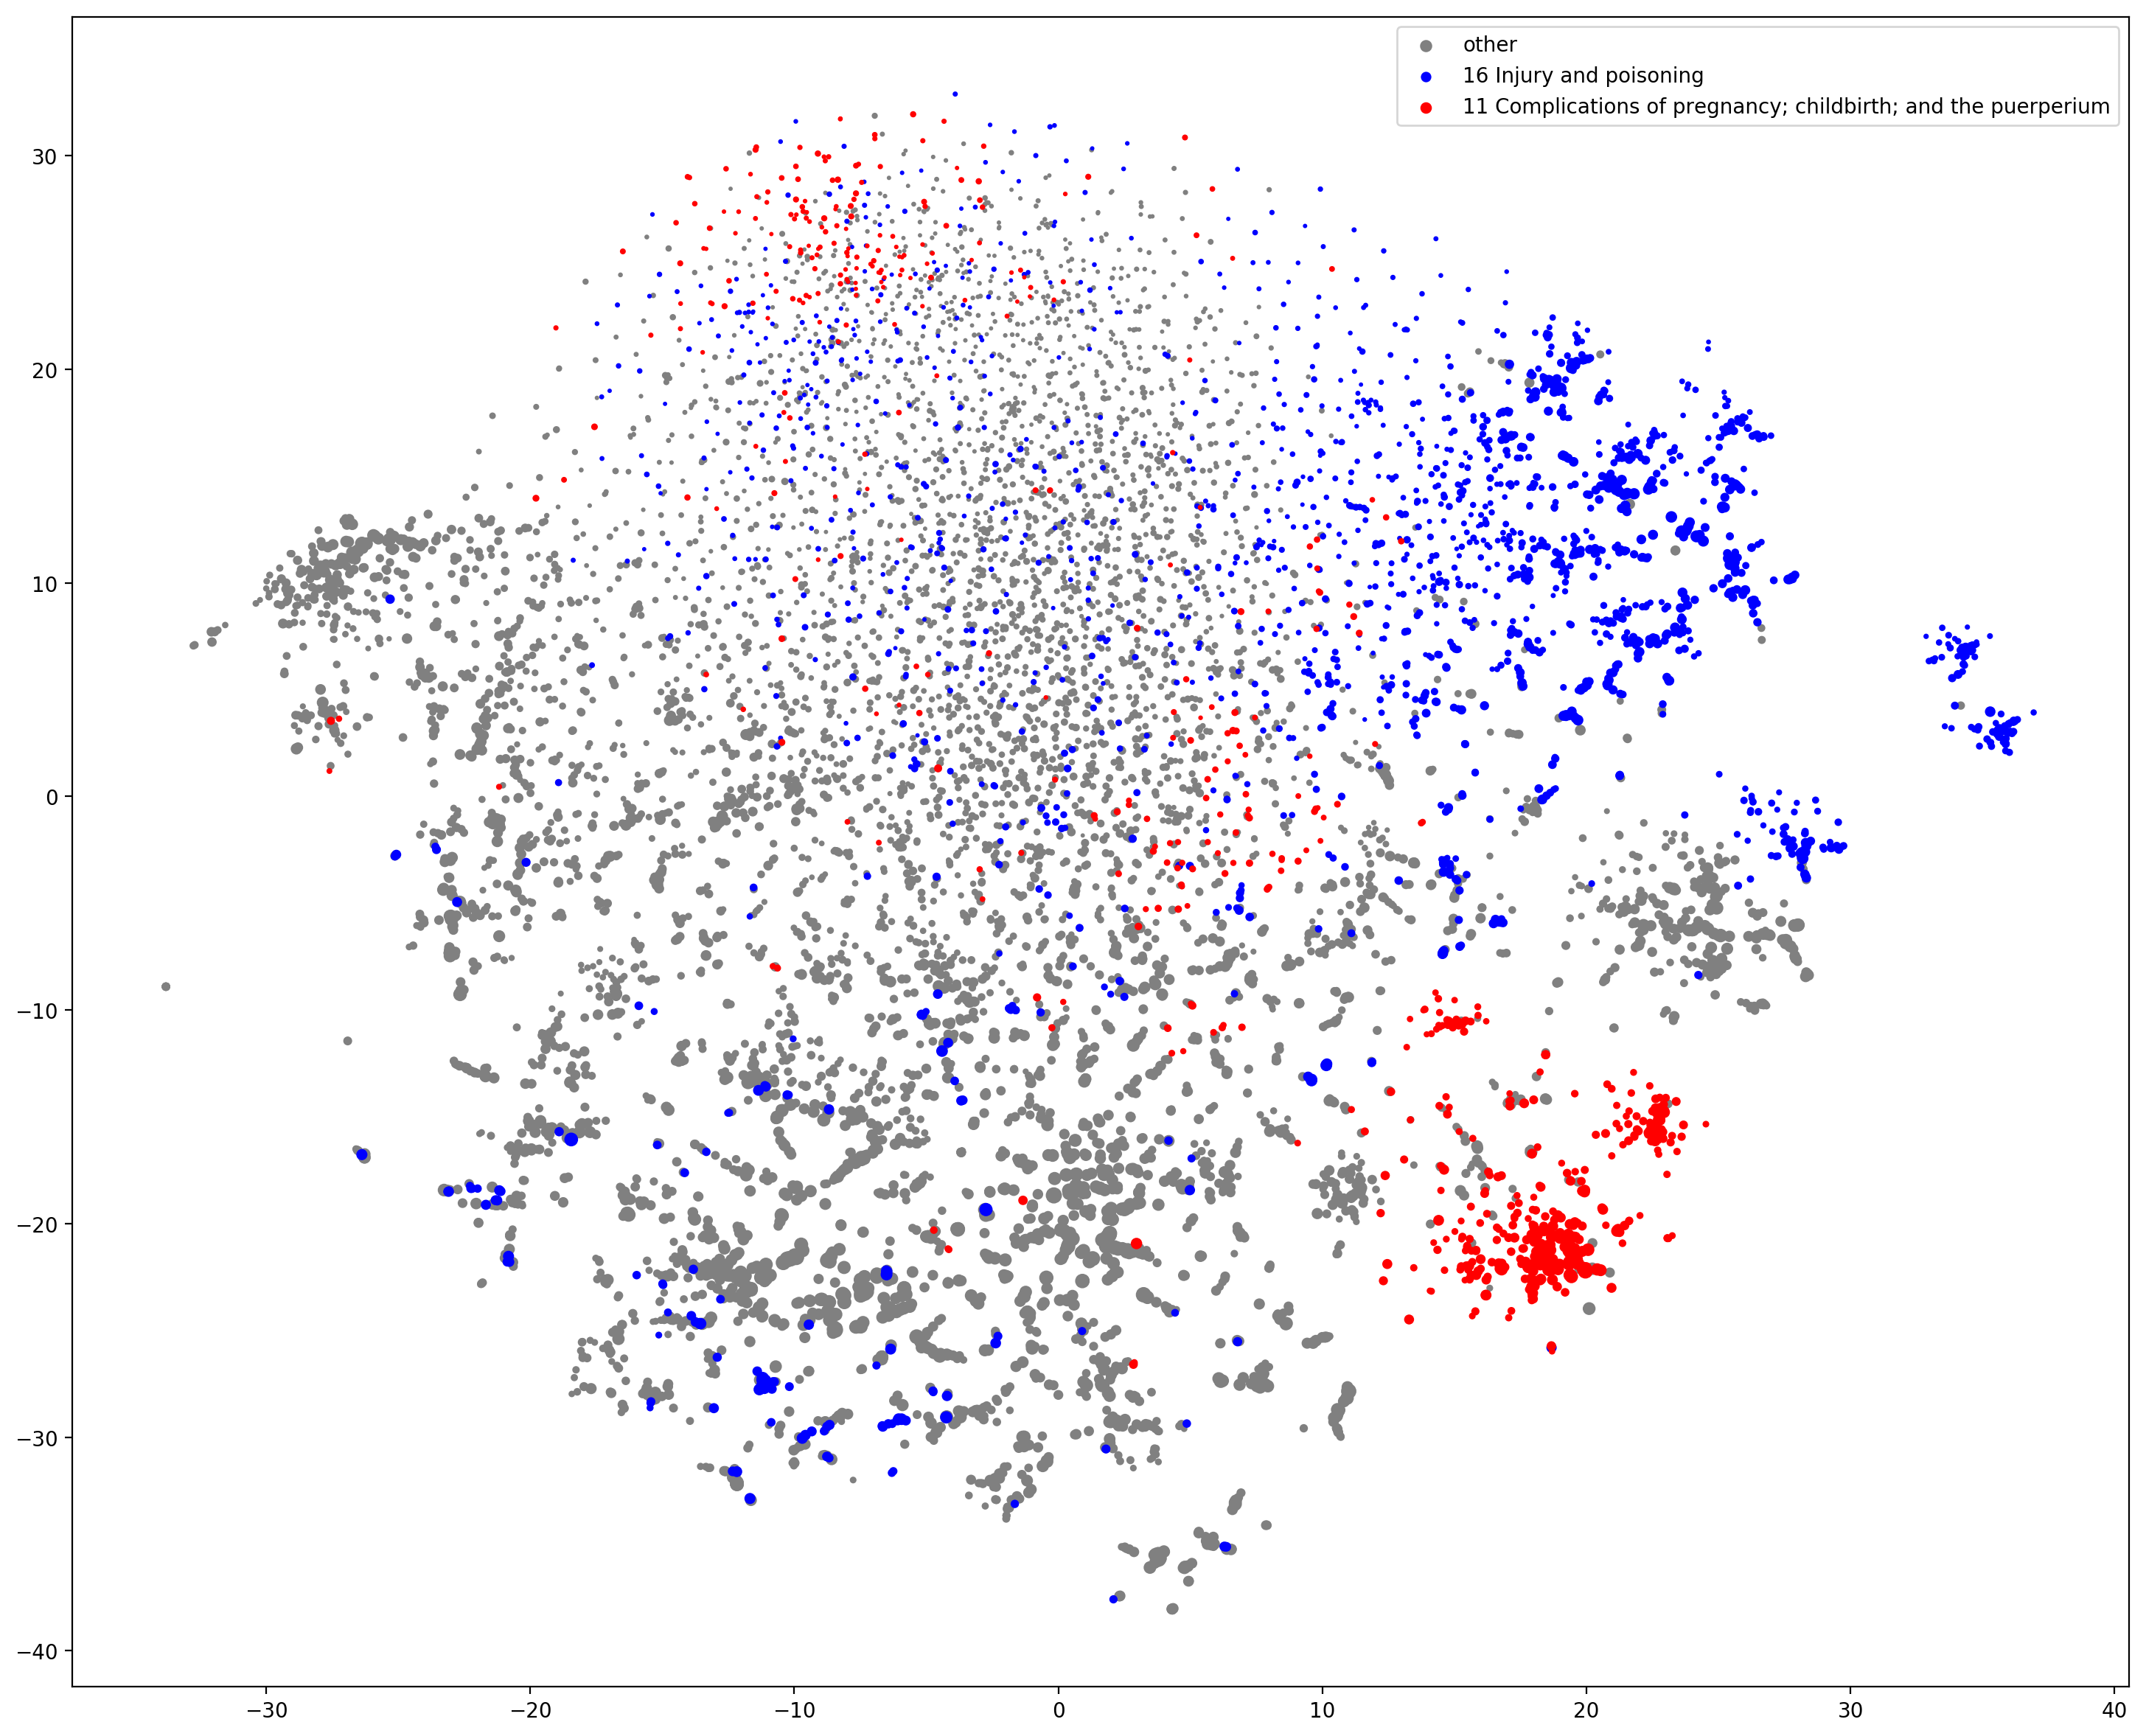 other
16 Injury and poisoning
11 Complications of pregnancy; childbirth; and the puerperium
30
20
10
0
−10
−20
−30
−40
−30 −20 −10 0 10 20 30 40